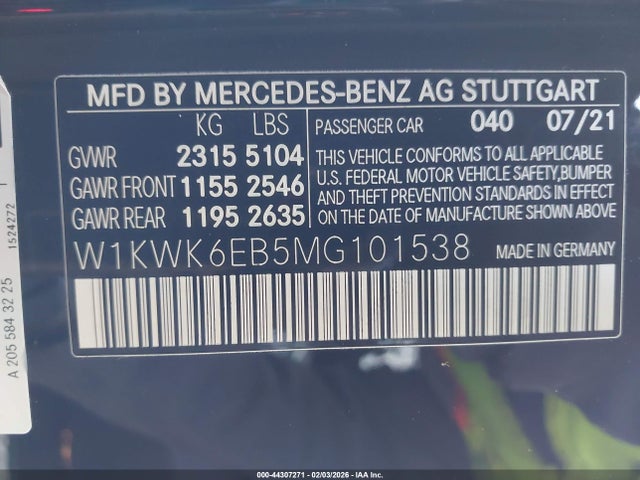 MFD BY MERCEDES-BENZ AG STUTTGART
KG LBS
GVWR 2315 5104
GAWR FRONT 1155 2546
GAWR REAR 1195 2635
PASSENGER CAR 040 07/21
THIS VEHICLE CONFORMS TO ALL APPLICABLE
U.S. FEDERAL MOTOR VEHICLE SAFETY, BUMPER
AND THEFT PREVENTION STANDARDS IN EFFECT
ON DATE OF MANUFACTURE SHOWN ABOVE
W1KWK6EB5MG101538 MADE IN GERMANY
A 205 584 32 25
1524272
000-44307271 - 02/03/2026 - IAA Inc.